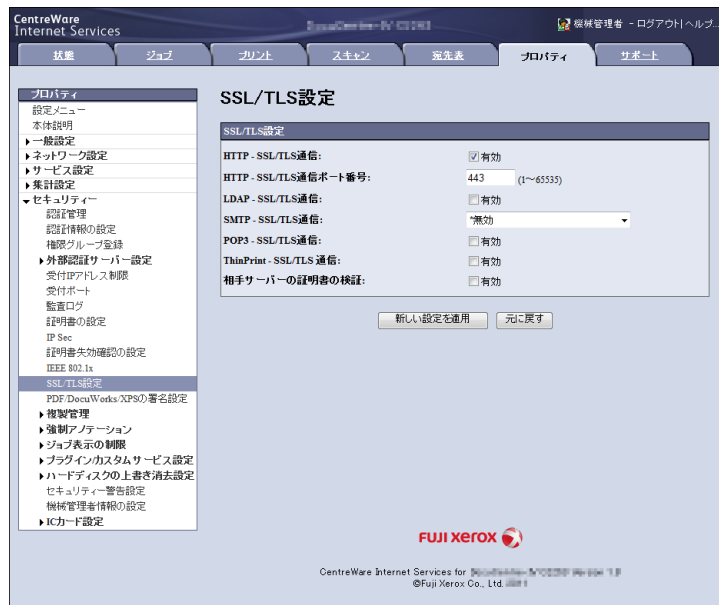 CentreWare
Internet Services
機械管理者 - ログアウト| ヘルプ...
状態 ジョブ プリント スキャン 宛先表 プロパティ サポート
プロパティ
設定メニュー
本体説明
一般設定
ネットワーク設定
サービス設定
集計設定
セキュリティー
認証管理
認証情報の設定
権限グループ登録
外部認証サーバー設定
受付IPアドレス制限
受付ポート
監査ログ
証明書の設定
IP Sec
証明書失効確認の設定
IEEE 802.1x
SSL/TLS設定
PDF/DocuWorks/XPSの署名設定
複製管理
強制アノテーション
ジョブ表示の制限
プラグイン/カスタムサービス設定
ハードディスクの上書き消去設定
セキュリティー警告設定
機械管理者情報の設定
ICカード設定
SSL/TLS設定
SSL/TLS設定
HTTP - SSL/TLS通信: 有効
HTTP - SSL/TLS通信ポート番号: 443 (1～65535)
LDAP - SSL/TLS通信: 有効
SMTP - SSL/TLS通信: *無効
POP3 - SSL/TLS通信: 有効
ThinPrint - SSL/TLS 通信: 有効
相手サーバーの証明書の検証: 有効
新しい設定を適用 元に戻す
FUJI XEROX
CentreWare Internet Services for
©Fuji Xerox Co., Ltd.